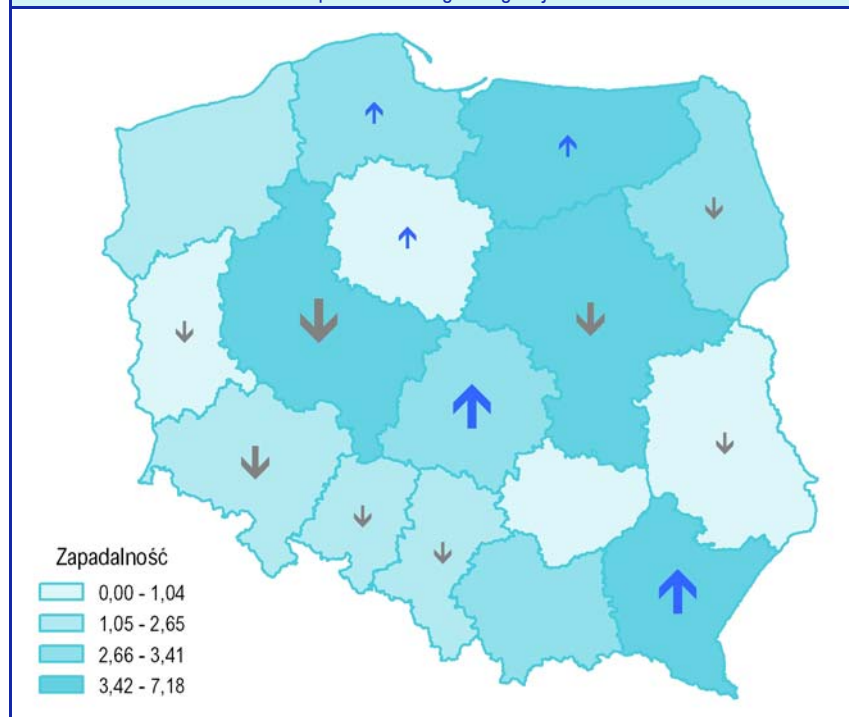 Zapadalność
0,00 - 1,04
1,05 - 2,65
2,66 - 3,41
3,42 - 7,18